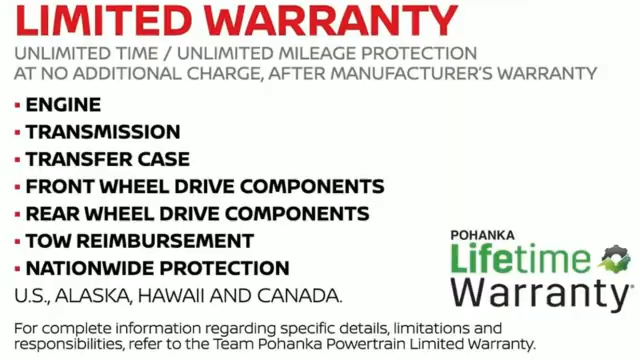 LIMITED WARRANTY
UNLIMITED TIME / UNLIMITED MILEAGE PROTECTION
AT NO ADDITIONAL CHARGE, AFTER MANUFACTURER'S WARRANTY
▪ ENGINE
▪ TRANSMISSION
▪ TRANSFER CASE
▪ FRONT WHEEL DRIVE COMPONENTS
▪ REAR WHEEL DRIVE COMPONENTS
▪ TOW REIMBURSEMENT
▪ NATIONWIDE PROTECTION
U.S., ALASKA, HAWAII AND CANADA.
POHANKA
Lifetime
Warranty
For complete information regarding specific details, limitations and
responsibilities, refer to the Team Pohanka Powertrain Limited Warranty.